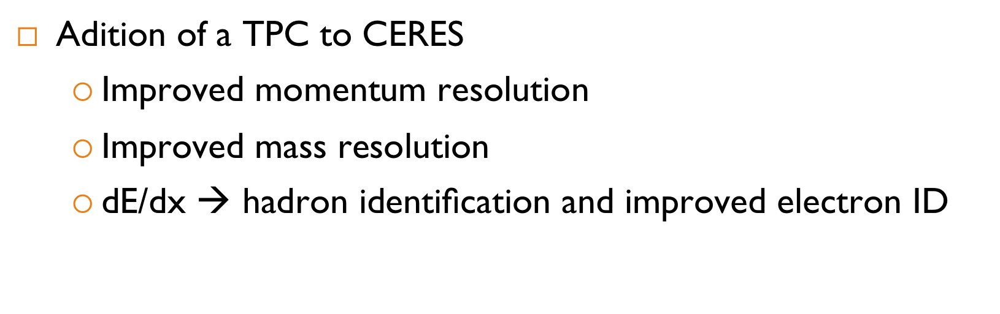 Adition of a TPC to CERES
Improved momentum resolution
Improved mass resolution
dE/dx → hadron identification and improved electron ID